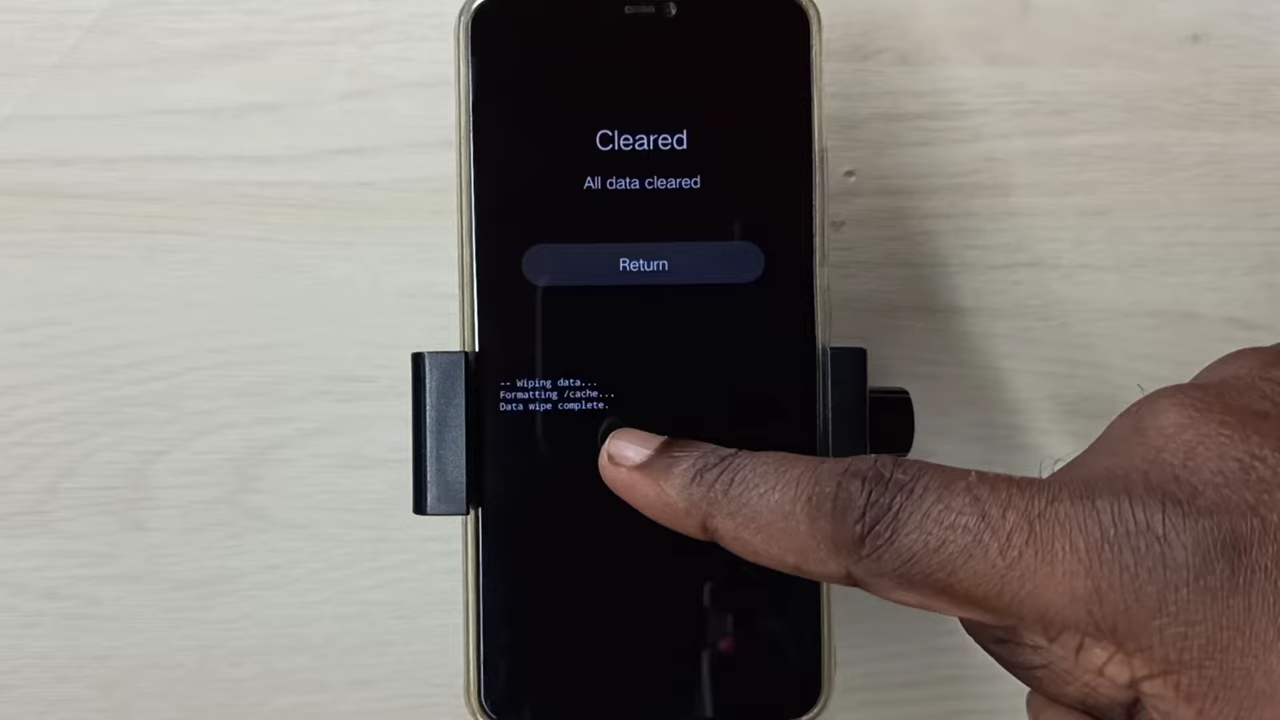 Cleared
All data cleared
Return
-- Wiping data...
Formatting /cache...
Data wipe complete.